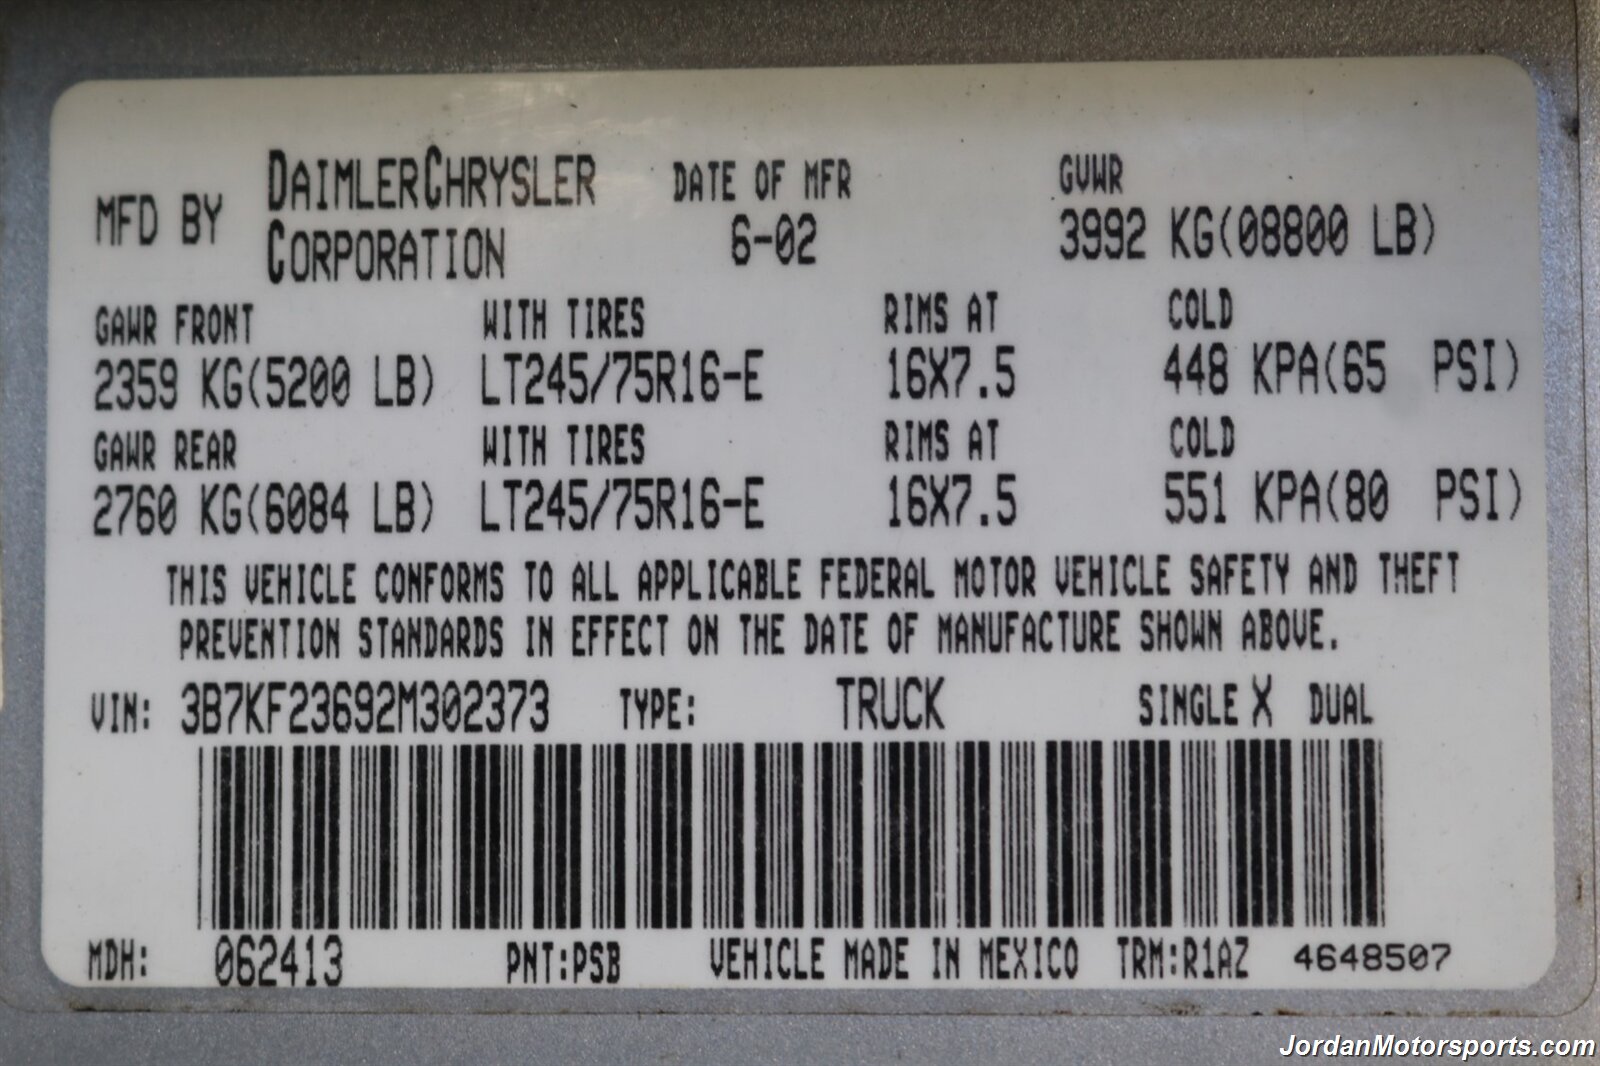 MFD BY DAIMLERCHRYSLER CORPORATION DATE OF MFR 6-02 GVWR 3992 KG(08800 LB)
GAWR FRONT WITH TIRES RIMS AT COLD
2359 KG(5200 LB) LT245/75R16-E 16X7.5 448 KPA(65 PSI)
GAWR REAR WITH TIRES RIMS AT COLD
2760 KG(6084 LB) LT245/75R16-E 16X7.5 551 KPA(80 PSI)
THIS VEHICLE CONFORMS TO ALL APPLICABLE FEDERAL MOTOR VEHICLE SAFETY AND THEFT
PREVENTION STANDARDS IN EFFECT ON THE DATE OF MANUFACTURE SHOWN ABOVE.
VIN: 3B7KF23692M302373 TYPE: TRUCK SINGLE X DUAL
MDH: 062413 PNT:PSB VEHICLE MADE IN MEXICO TRM:R1AZ 4648507
JordanMotorsports.com